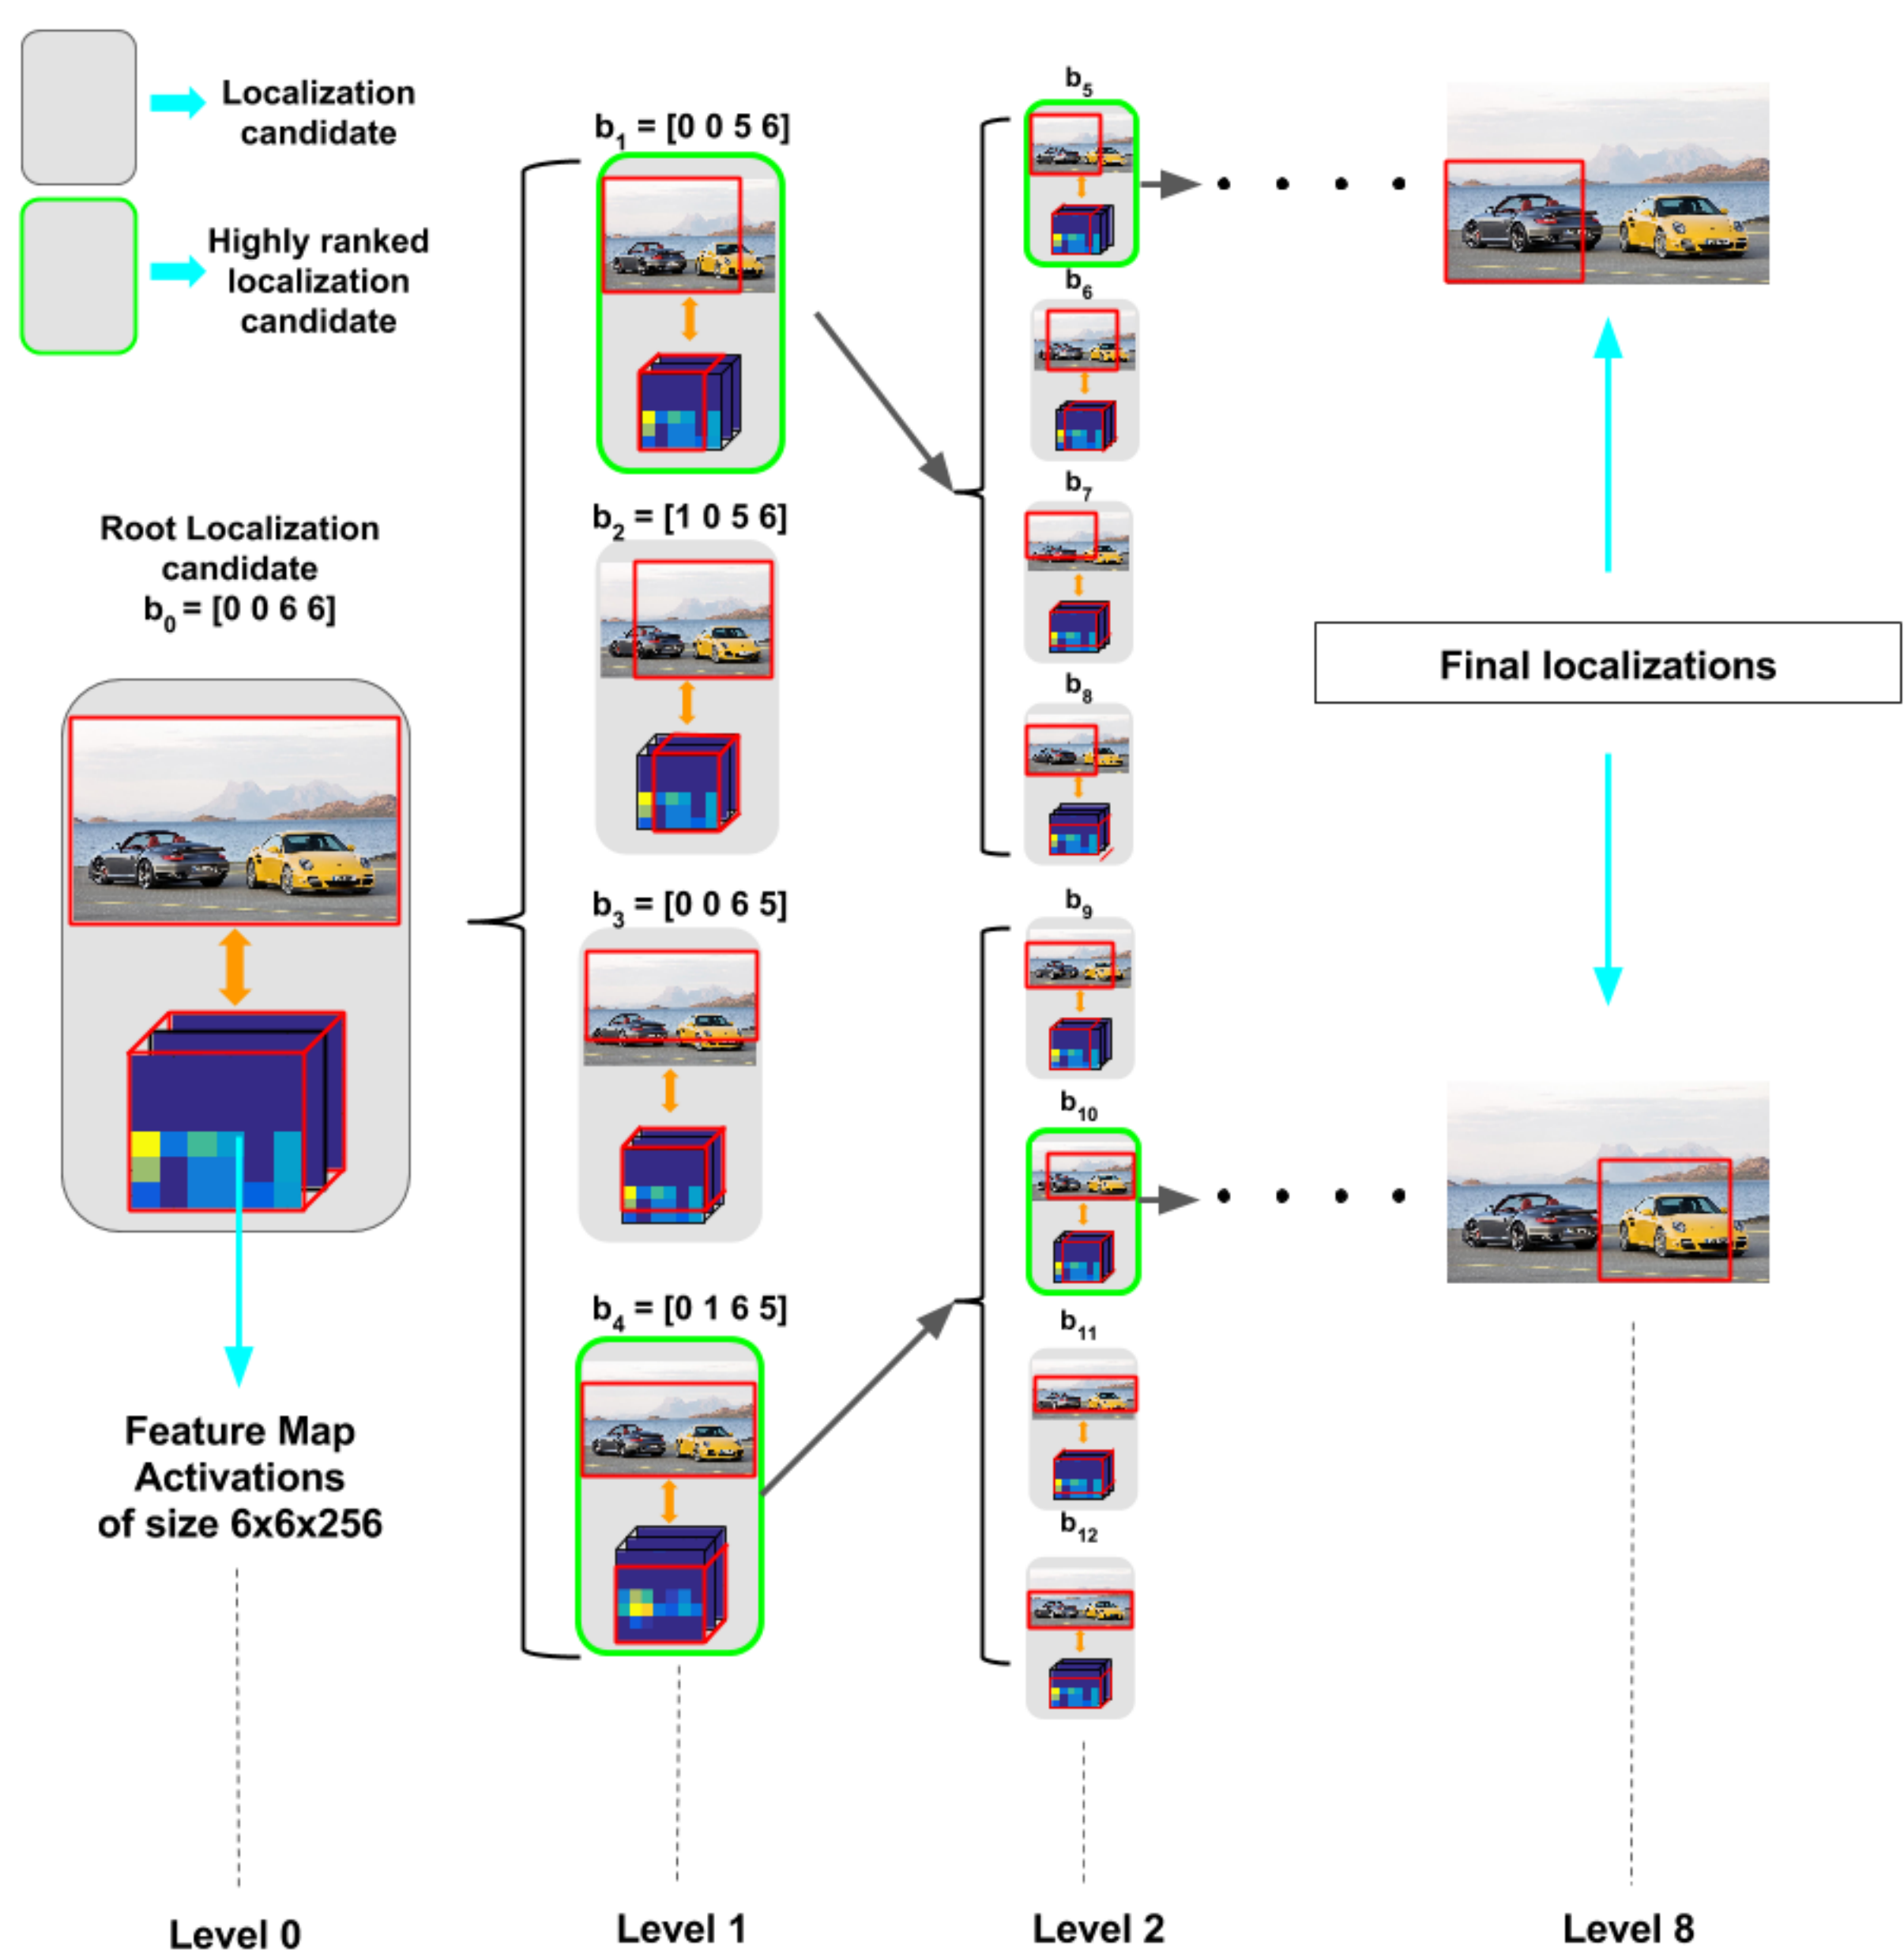 Localization
candidate
Highly ranked
localization
candidate
Root Localization
candidate
b0 = [0 0 6 6]
Feature Map
Activations
of size 6x6x256
Level 0
b1 = [0 0 5 6]
b2 = [1 0 5 6]
b3 = [0 0 6 5]
b4 = [0 1 6 5]
Level 1
b5
b6
b7
b8
b9
b10
b11
b12
Level 2
Final localizations
Level 8